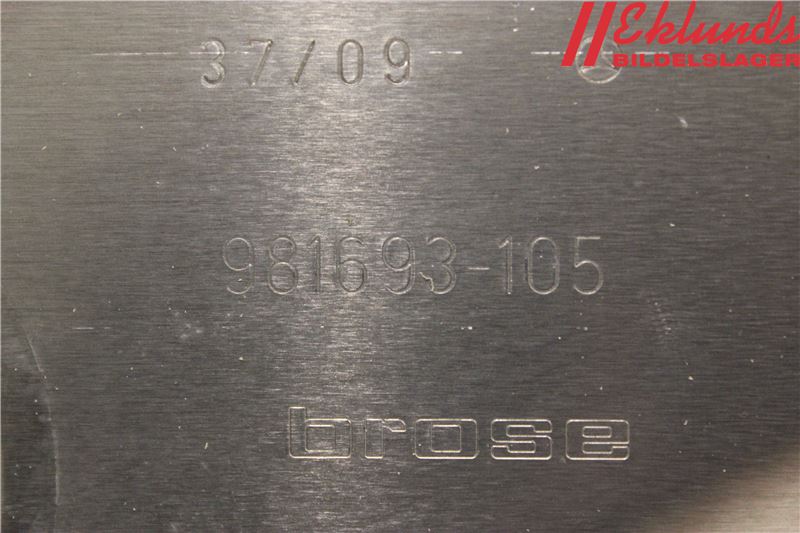 Eklunds
BILDELSLAGER
37/09
981693-105
brose